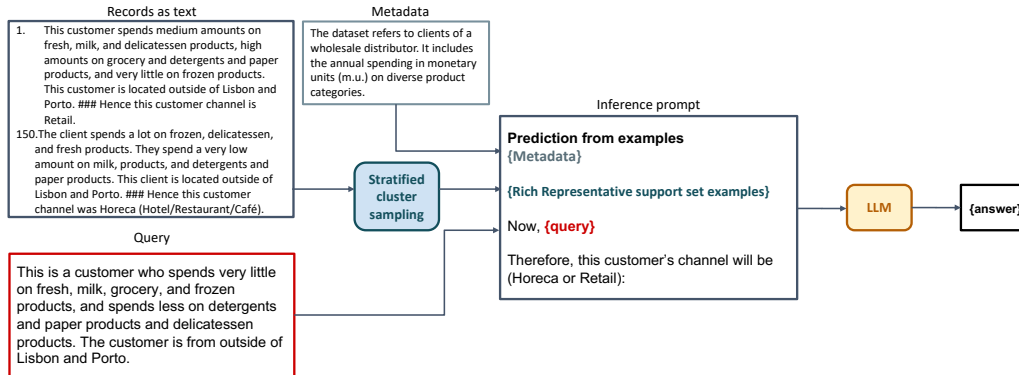 Records as text
1. This customer spends medium amounts on
fresh, milk, and delicatessen products, high
amounts on grocery and detergents and paper
products, and very little on frozen products.
This customer is located outside of Lisbon and
Porto. ### Hence this customer channel is
Retail.
150.The client spends a lot on frozen, delicatessen,
and fresh products. They spend a very low
amount on milk, products, and detergents and
paper products. This client is located outside of
Lisbon and Porto. ### Hence this customer
channel was Horeca (Hotel/Restaurant/Café).
Metadata
The dataset refers to clients of a
wholesale distributor. It includes
the annual spending in monetary
units (m.u.) on diverse product
categories.
Stratified
cluster
sampling
Query
This is a customer who spends very little
on fresh, milk, grocery, and frozen
products, and spends less on detergents
and paper products and delicatessen
products. The customer is from outside of
Lisbon and Porto.
Inference prompt
Prediction from examples
{Metadata}
{Rich Representative support set examples}
Now, {query}
Therefore, this customer's channel will be
(Horeca or Retail):
LLM
{answer}